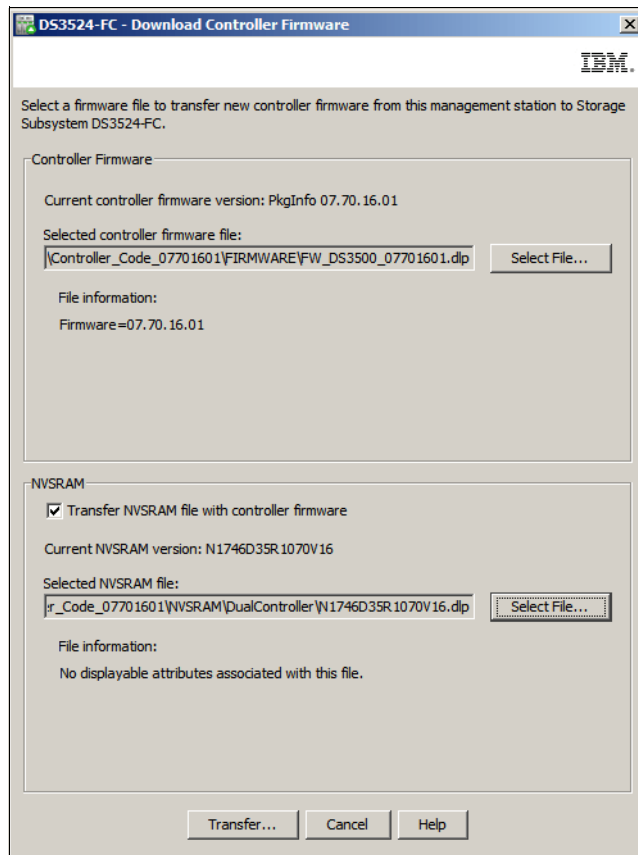 DS3524-FC - Download Controller Firmware
IBM.
Select a firmware file to transfer new controller firmware from this management station to Storage
Subsystem DS3524-FC.
Controller Firmware
Current controller firmware version: PkgInfo 07.70.16.01
Selected controller firmware file:
\Controller_Code_07701601\FIRMWARE\FW_DS3500_07701601.dlp
Select File...
File information:
Firmware=07.70.16.01
NVSRAM
Transfer NVSRAM file with controller firmware
Current NVSRAM version: N1746D35R1070V16
Selected NVSRAM file:
er_Code_07701601\NVSRAM\DualController\N1746D35R1070V16.dlp
Select File...
File information:
No displayable attributes associated with this file.
Transfer...
Cancel
Help